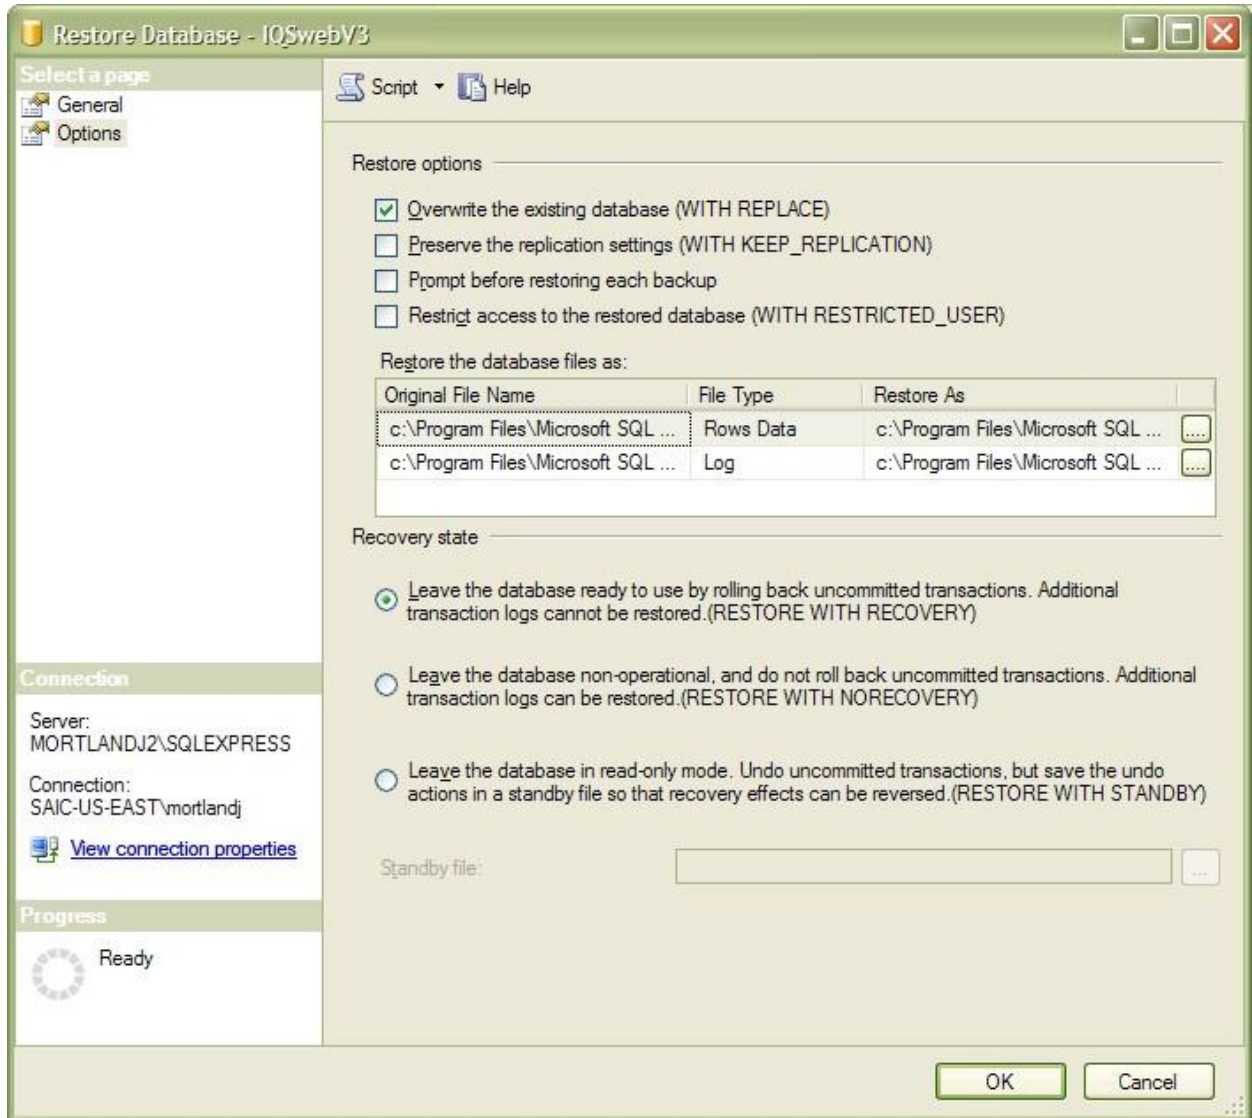 Restore Database - IQSwebV3
Select a page
General
Options
Script
Help
Restore options
Overwrite the existing database (WITH REPLACE)
Preserve the replication settings (WITH KEEP_REPLICATION)
Prompt before restoring each backup
Restrict access to the restored database (WITH RESTRICTED_USER)
Restore the database files as:
Original File Name File Type Restore As
c:\Program Files\Microsoft SQL ... Rows Data c:\Program Files\Microsoft SQL ... ....
c:\Program Files\Microsoft SQL ... Log c:\Program Files\Microsoft SQL ... ....
Recovery state
Leave the database ready to use by rolling back uncommitted transactions. Additional
transaction logs cannot be restored.(RESTORE WITH RECOVERY)
Leave the database non-operational, and do not roll back uncommitted transactions. Additional
transaction logs can be restored.(RESTORE WITH NORECOVERY)
Leave the database in read-only mode. Undo uncommitted transactions, but save the undo
actions in a standby file so that recovery effects can be reversed.(RESTORE WITH STANDBY)
Standby file:
...
Connection
Server:
MORTLANDJ2\SQLEXPRESS
Connection:
SAIC-US-EAST\mortlandj
View connection properties
Progress
Ready
OK
Cancel